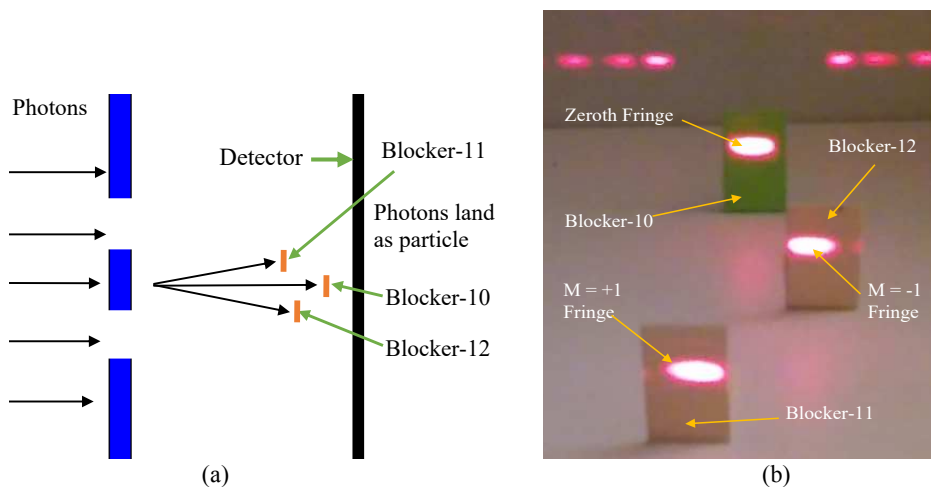 Photons
Detector
Blocker-11
Photons land
as particle
Blocker-10
Blocker-12
(a)
Zeroth Fringe
Blocker-12
Blocker-10
M = +1
Fringe
M = -1
Fringe
Blocker-11
(b)